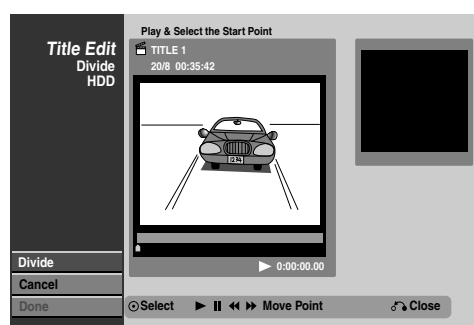 Play & Select the Start Point
Title Edit
Divide
HDD
TITLE 1
20/8 00:35:42
1234
0:00:00.00
Divide
Cancel
Done
Select
Move Point
Close